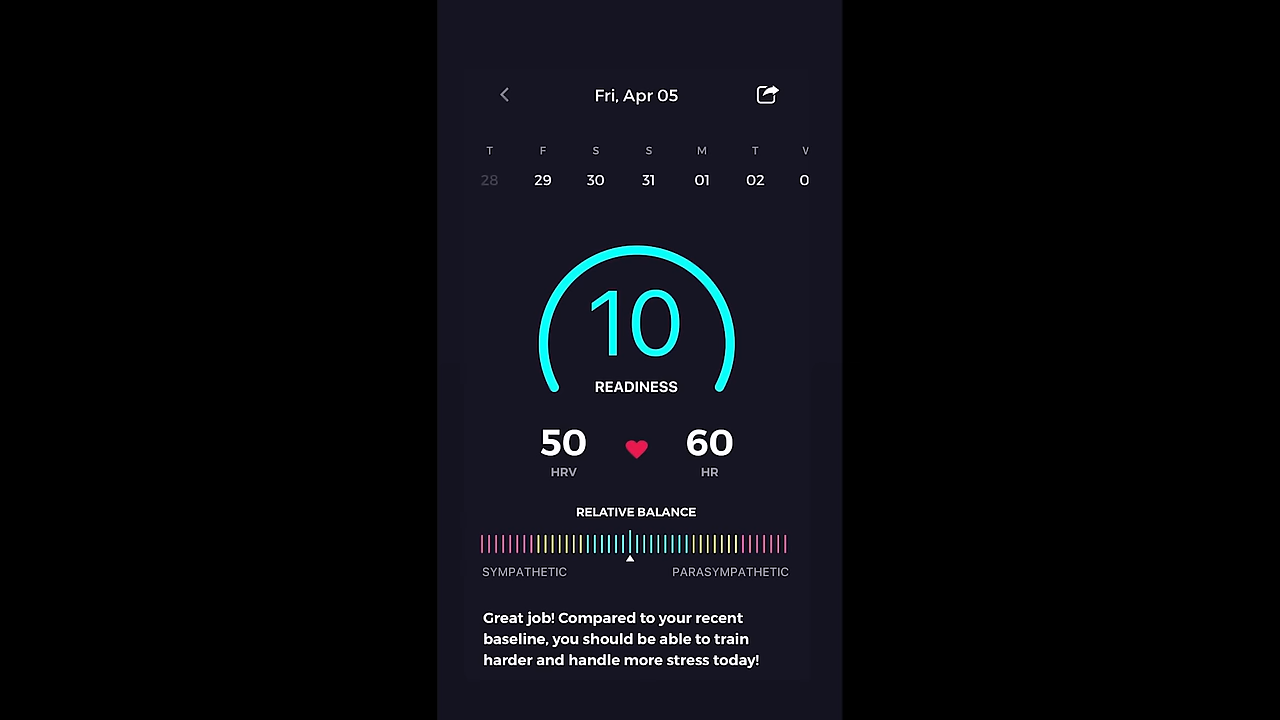 Fri, Apr 05
T F S S M T
28 29 30 31 01 02 0
10
READINESS
50 60
HRV HR
RELATIVE BALANCE
SYMPATHETIC PARASYMPATHETIC
Great job! Compared to your recent
baseline, you should be able to train
harder and handle more stress today!